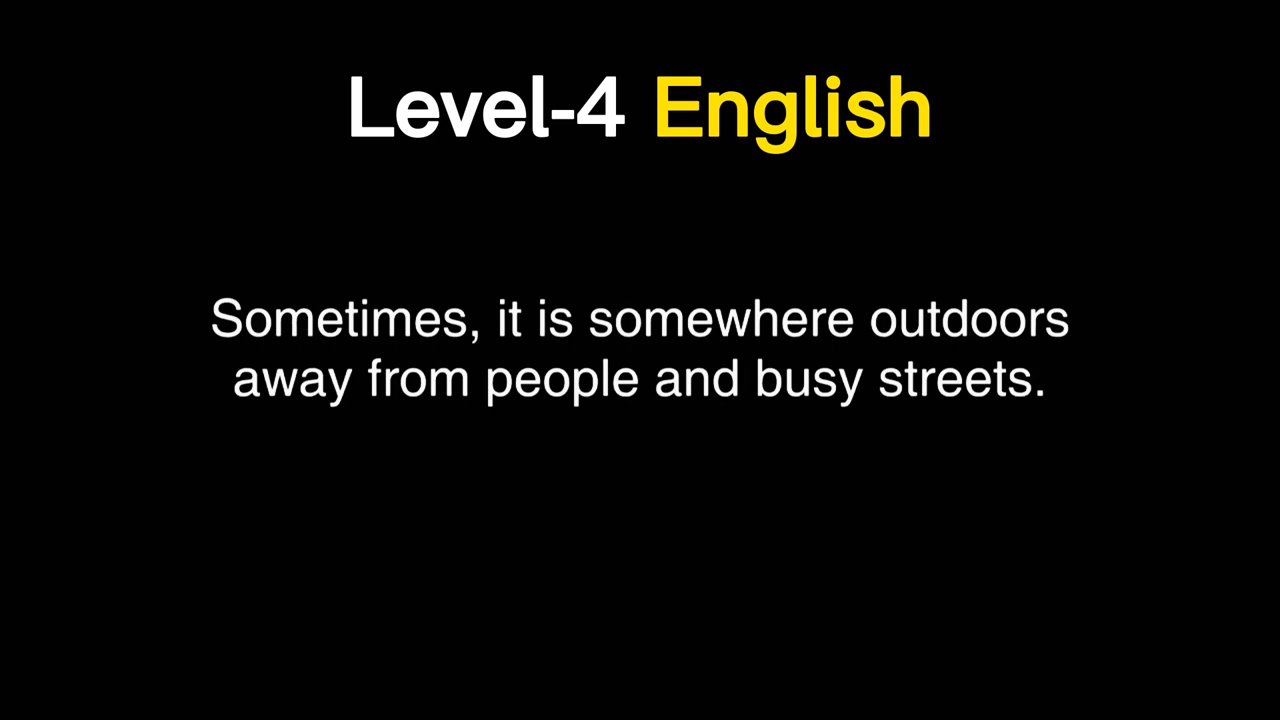 Level-4 English
Sometimes, it is somewhere outdoors
away from people and busy streets.